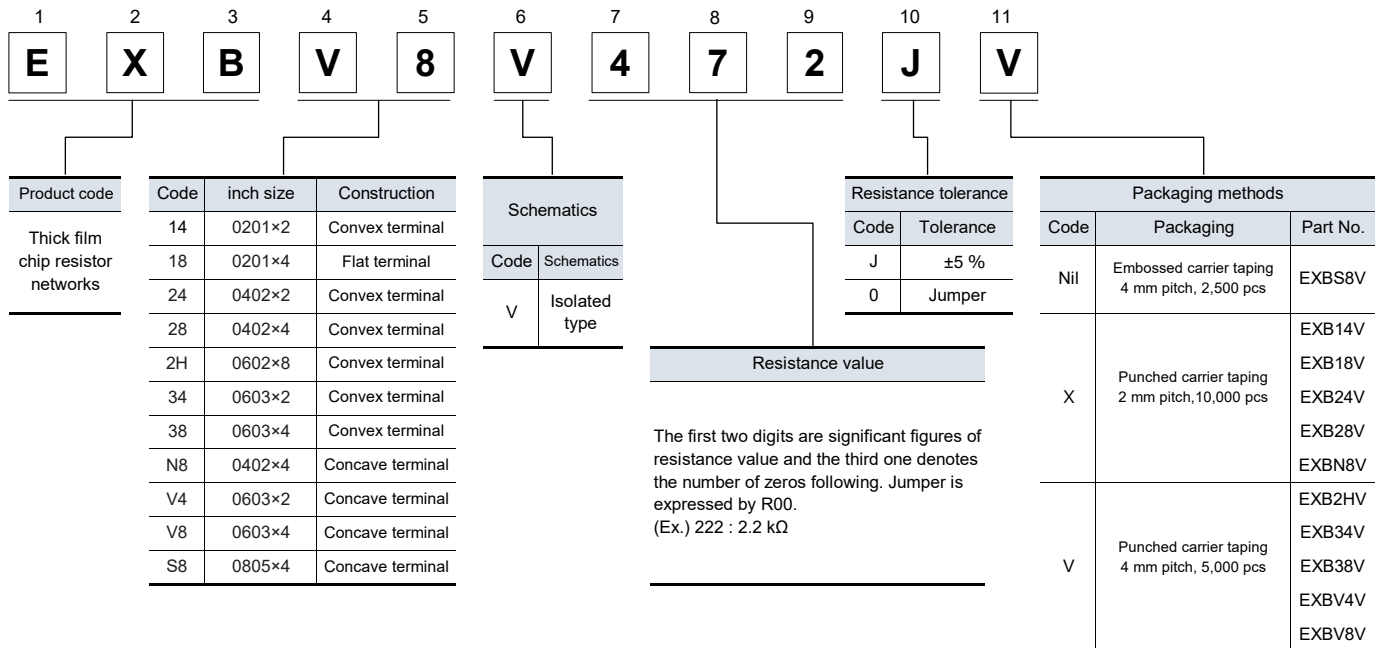 1 2 3 4 5 6 7 8 9 10 11
E X B V 8 V 4 7 2 J V
Product code
Thick film
chip resistor
networks
Code inch size Construction
14 0201×2 Convex terminal
18 0201×4 Flat terminal
24 0402×2 Convex terminal
28 0402×4 Convex terminal
2H 0602×8 Convex terminal
34 0603×2 Convex terminal
38 0603×4 Convex terminal
N8 0402×4 Concave terminal
V4 0603×2 Concave terminal
V8 0603×4 Concave terminal
S8 0805×4 Concave terminal
Schematics
Code Schematics
V Isolated
type
Resistance value
The first two digits are significant figures of
resistance value and the third one denotes
the number of zeros following. Jumper is
expressed by R00.
(Ex.) 222 : 2.2 kΩ
Resistance tolerance
Code Tolerance
J ±5 %
0 Jumper
Packaging methods
Code Packaging Part No.
Nil Embossed carrier taping
4 mm pitch, 2,500 pcs
EXBS8V
X Punched carrier taping
2 mm pitch,10,000 pcs
EXB14V
EXB18V
EXB24V
EXB28V
EXBN8V
V Punched carrier taping
4 mm pitch, 5,000 pcs
EXB2HV
EXB34V
EXB38V
EXBV4V
EXBV8V